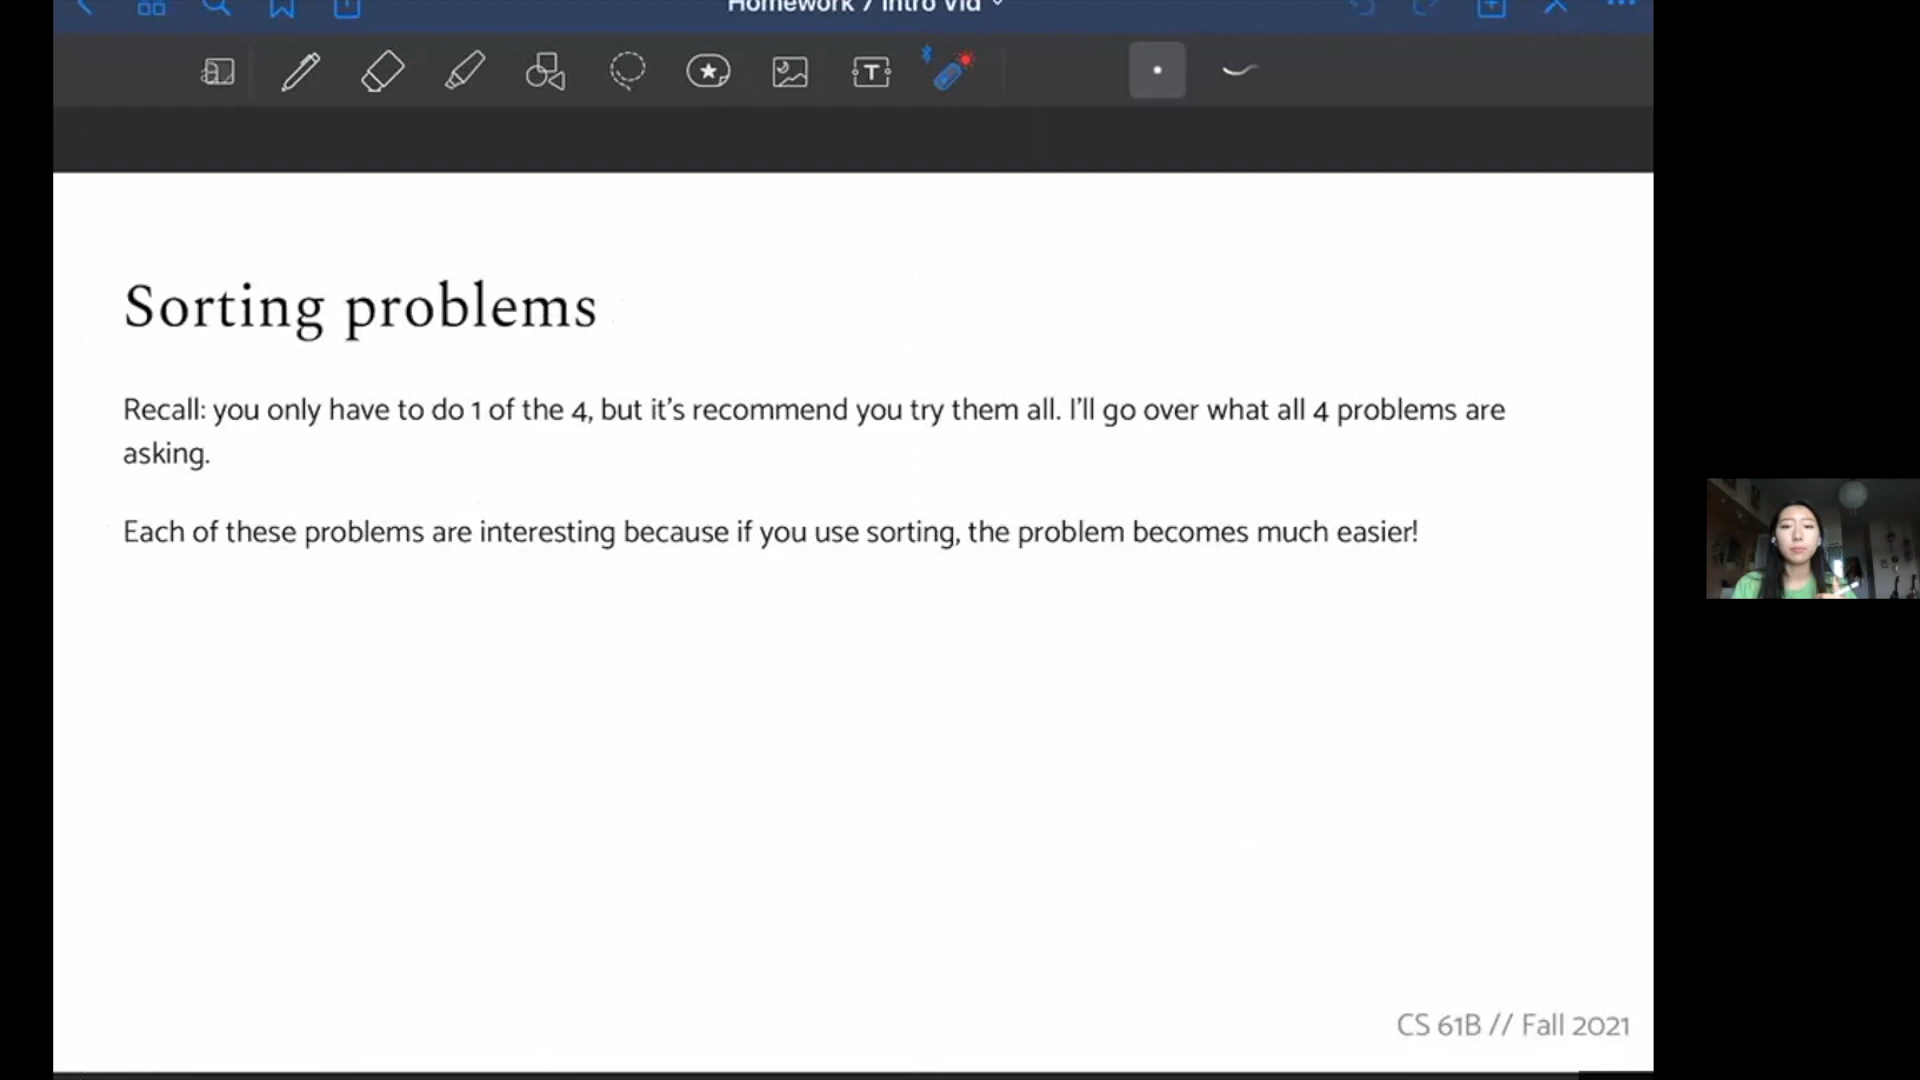 Homework 7 Intro Vid
T
Sorting problems
Recall: you only have to do 1 of the 4, but it's recommend you try them all. I'll go over what all 4 problems are
asking.
Each of these problems are interesting because if you use sorting, the problem becomes much easier!
CS 61B // Fall 2021